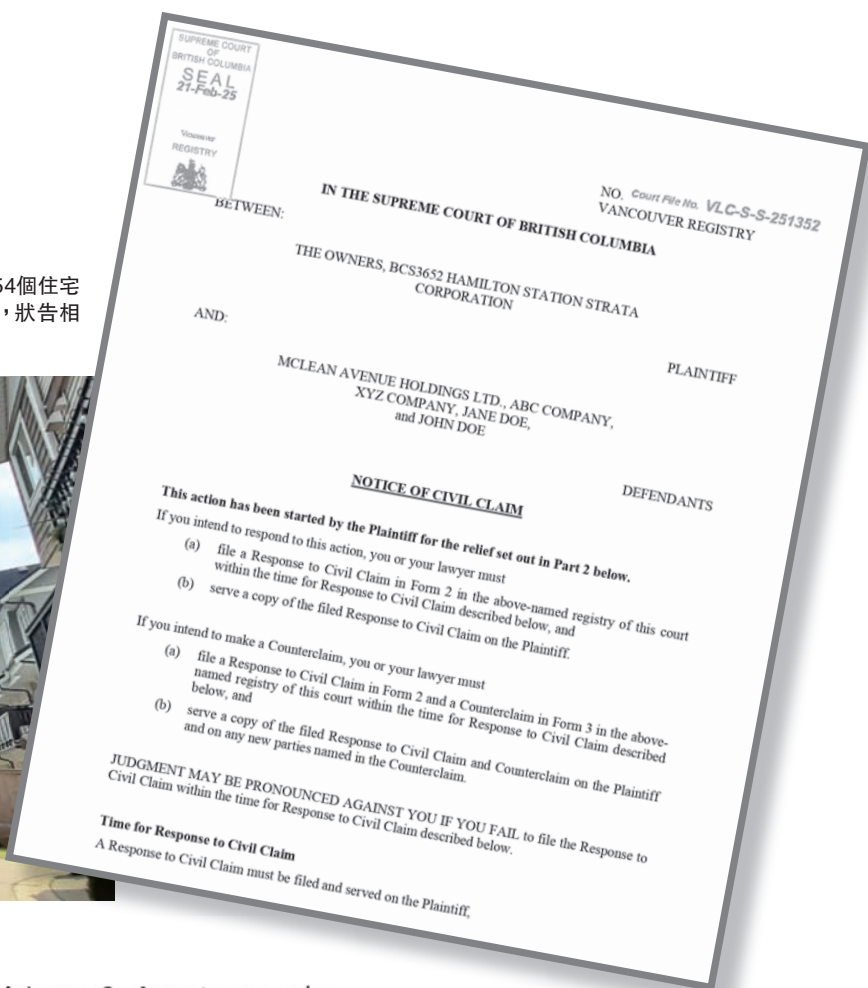 SUPREME COURT
OF
BRITISH COLUMBIA
SEAL
21-Feb-25
Vancouver
REGISTRY
NO. Court File No. VLC-S-S-251352
VANCOUVER REGISTRY
IN THE SUPREME COURT OF BRITISH COLUMBIA
BETWEEN:
THE OWNERS, BCS3652 HAMILTON STATION STRATA
CORPORATION
PLAINTIFF
AND:
MCLEAN AVENUE HOLDINGS LTD., ABC COMPANY,
XYZ COMPANY, JANE DOE,
and JOHN DOE
DEFENDANTS
NOTICE OF CIVIL CLAIM
This action has been started by the Plaintiff for the relief set out in Part 2 below.
If you intend to respond to this action, you or your lawyer must
(a) file a Response to Civil Claim in Form 2 in the above-named registry of this court
within the time for Response to Civil Claim described below, and
(b) serve a copy of the filed Response to Civil Claim on the Plaintiff.
If you intend to make a Counterclaim, you or your lawyer must
(a) file a Response to Civil Claim in Form 2 and a Counterclaim in Form 3 in the above-
named registry of this court within the time for Response to Civil Claim described
below, and
(b) serve a copy of the filed Response to Civil Claim and Counterclaim on the Plaintiff
and on any new parties named in the Counterclaim.
JUDGMENT MAY BE PRONOUNCED AGAINST YOU IF YOU FAIL to file the Response to
Civil Claim within the time for Response to Civil Claim described below.
Time for Response to Civil Claim
A Response to Civil Claim must be filed and served on the Plaintiff,
54個住宅
，狀告相